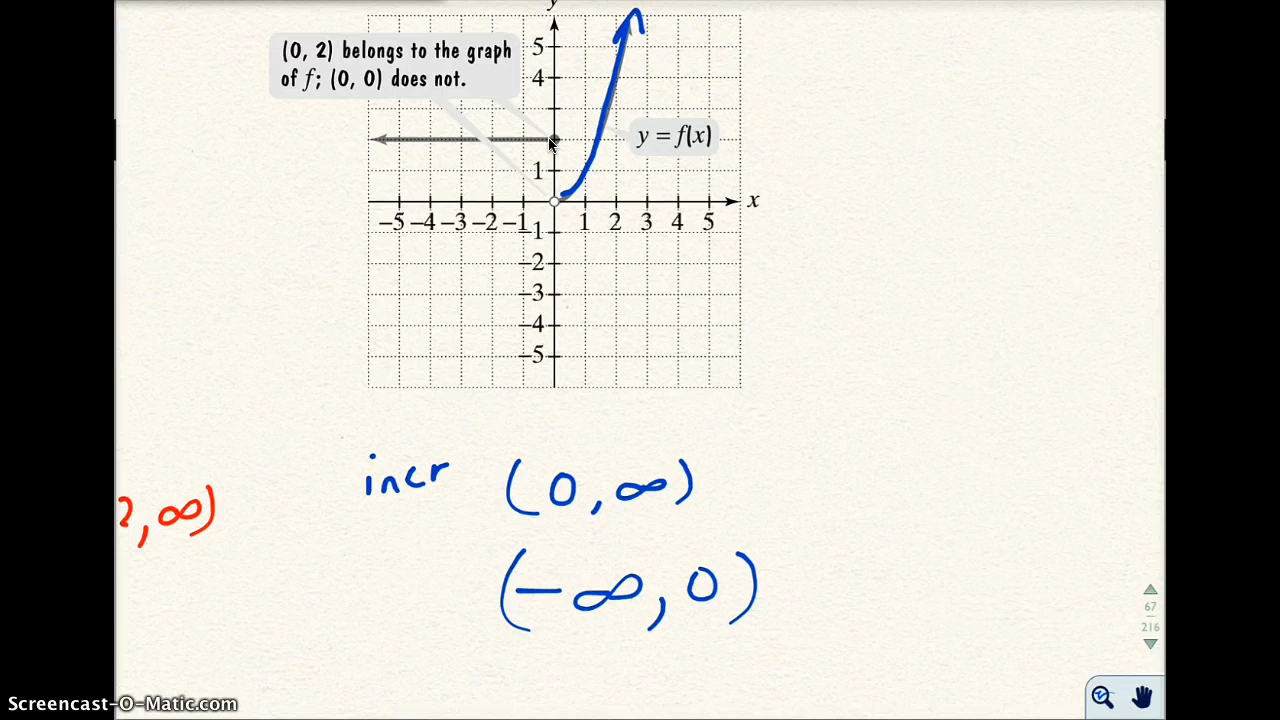 y
(0, 2) belongs to the graph
of f; (0, 0) does not.
5
4
y = f(x)
1
x
−5 −4 −3 −2 −1 1 2 3 4 5
−1
−2
−3
−4
−5
incr (0, ∞)
2, ∞)
(−∞, 0)
67
216
Screencast-O-Matic.com